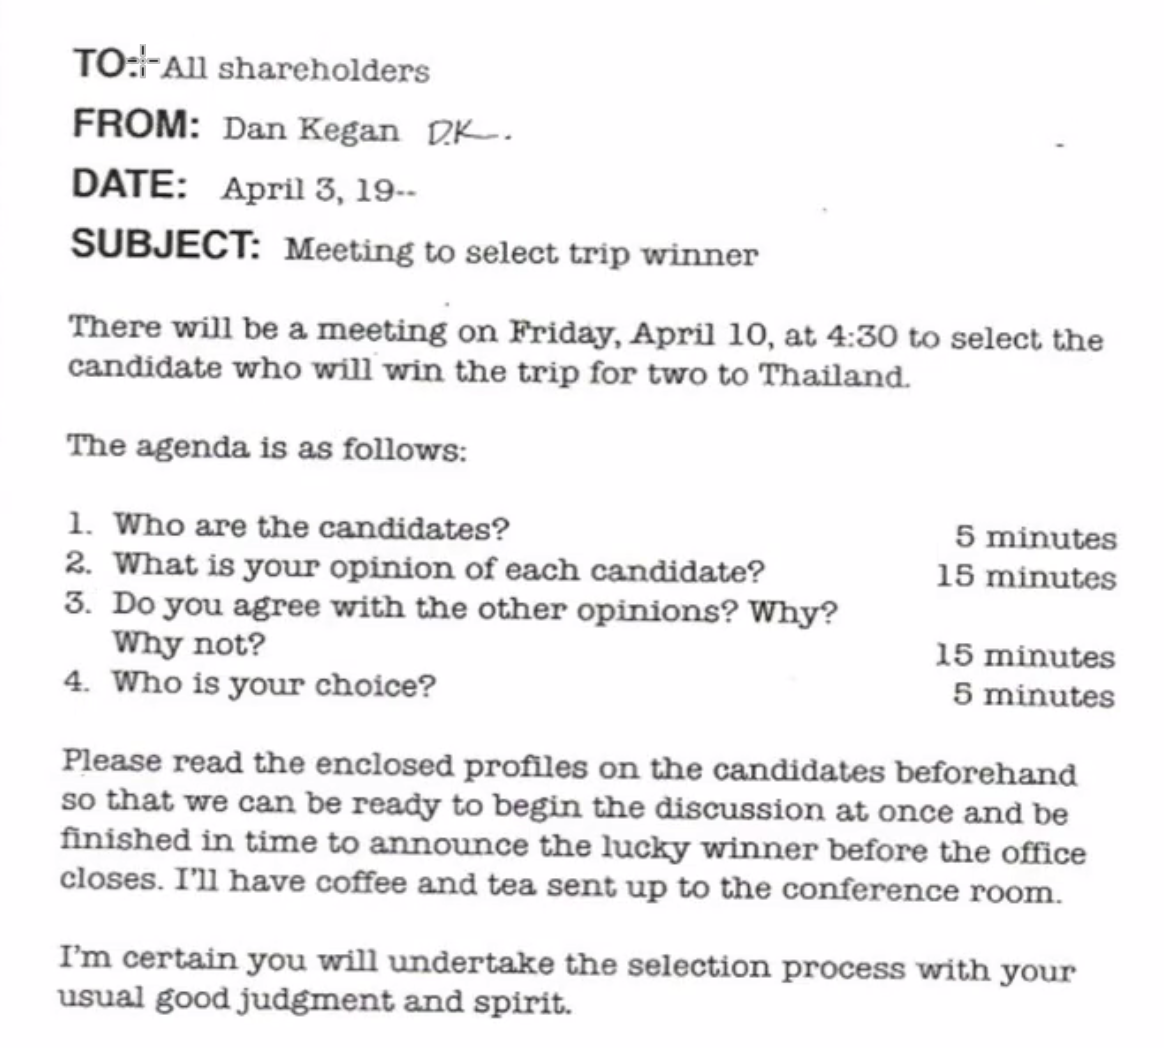 TO: All shareholders
FROM: Dan Kegan D.K.
DATE: April 3, 19--
SUBJECT: Meeting to select trip winner
There will be a meeting on Friday, April 10, at 4:30 to select the
candidate who will win the trip for two to Thailand.
The agenda is as follows:
1. Who are the candidates? 5 minutes
2. What is your opinion of each candidate? 15 minutes
3. Do you agree with the other opinions? Why?
Why not? 15 minutes
4. Who is your choice? 5 minutes
Please read the enclosed profiles on the candidates beforehand
so that we can be ready to begin the discussion at once and be
finished in time to announce the lucky winner before the office
closes. I'll have coffee and tea sent up to the conference room.
I'm certain you will undertake the selection process with your
usual good judgment and spirit.